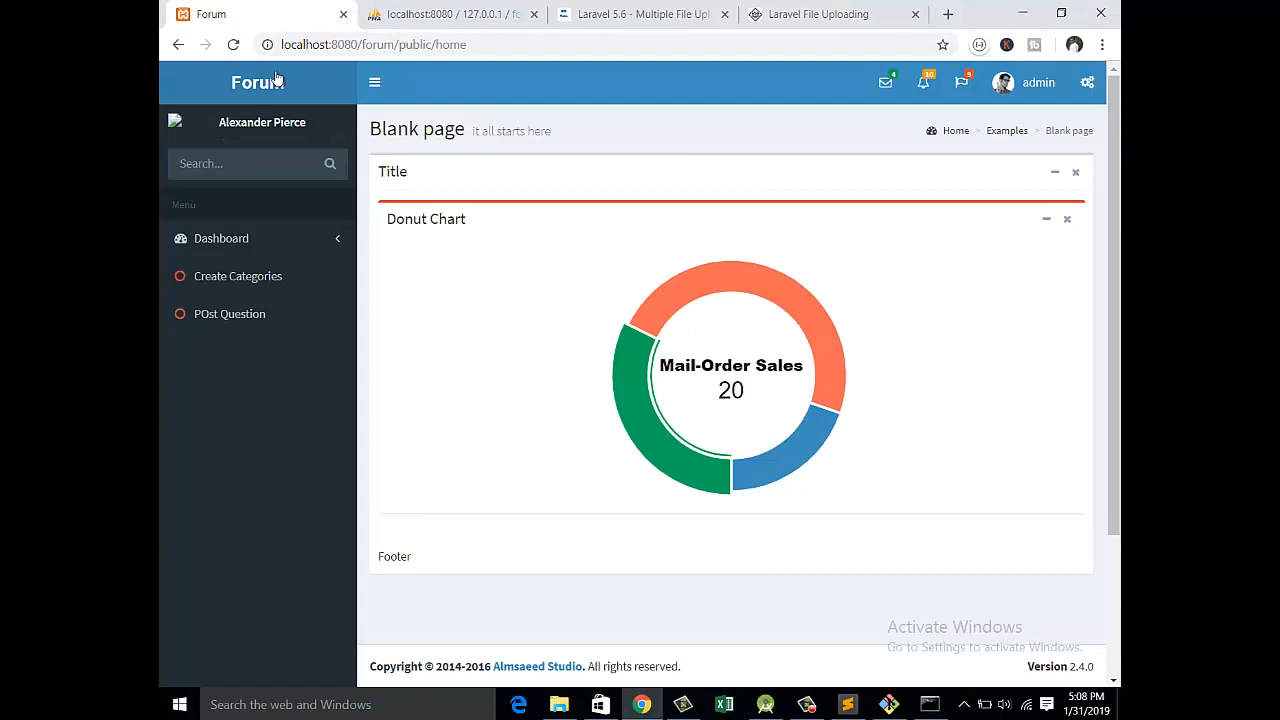 Forum
localhost:8080 / 127.0.0.1 / fo
Laravel 5.6 - Multiple File Upl
Laravel File Uploading
localhost:8080/forum/public/home
Forum
4
10
9
admin
Alexander Pierce
Search...
Menu
Dashboard
Create Categories
POst Question
Blank page it all starts here
Home > Examples > Blank page
Title
Donut Chart
Mail-Order Sales
20
Footer
Activate Windows
Go to Settings to activate Windows.
Copyright © 2014-2016 Almsaeed Studio. All rights reserved.
Version 2.4.0
Search the web and Windows
5:08 PM
1/31/2019